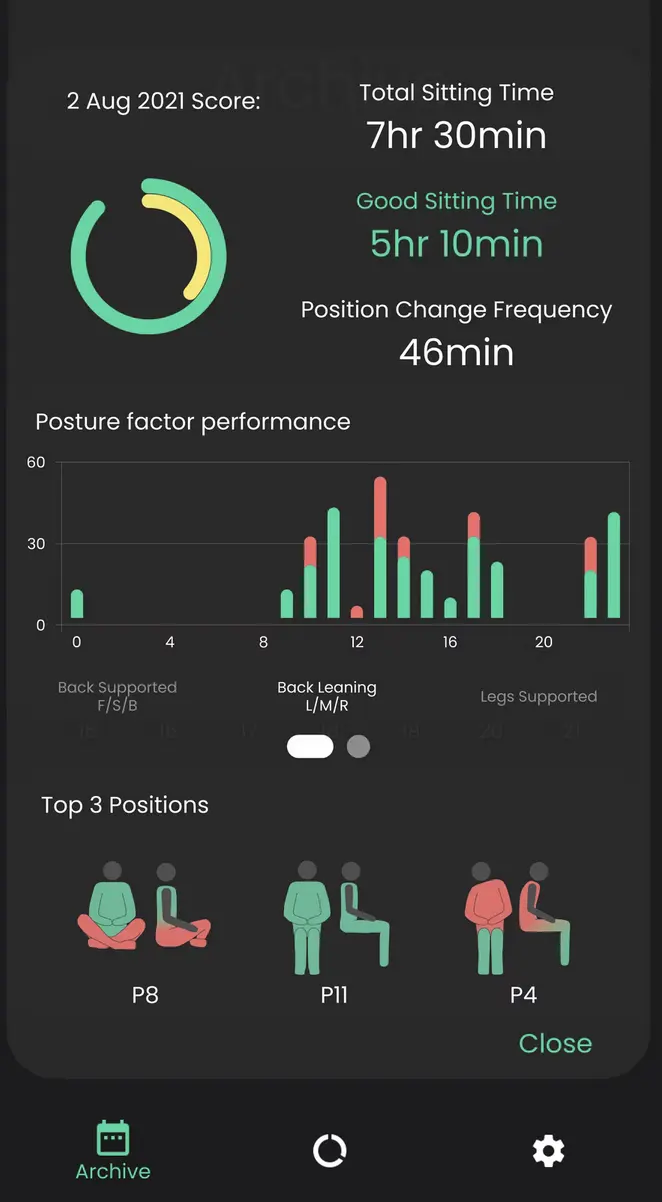 2 Aug 2021 Score:
Total Sitting Time
7hr 30min
Good Sitting Time
5hr 10min
Position Change Frequency
46min
Posture factor performance
60
30
0
0 4 8 12 16 20
Back Supported
F/S/B
Back Leaning
L/M/R
Legs Supported
Top 3 Positions
P8 P11 P4
Close
Archive